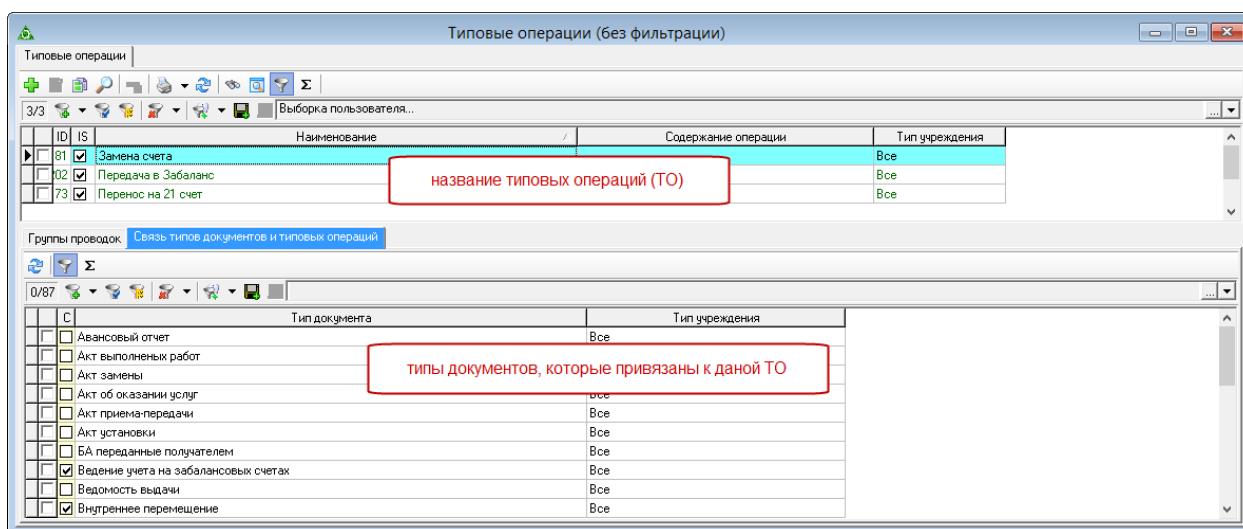 Типовые операции (без фильтрации)
Типовые операции
Σ
3/3 Выборка пользователя... ...
ID IS Наименование Содержание операции Тип учреждения
81 Замена счета Все
02 Передача в Забаланс Все
73 Перенос на 21 счет Все
название типовых операций (ТО)
Группы проводок Связь типов документов и типовых операций
Σ
0/87 ...
С Тип документа Тип учреждения
Авансовый отчет Все
Акт выполненых работ
Акт замены
Акт об оказании услуг Все
типы документов, которые привязаны к даной ТО
Акт приема-передачи Все
Акт установки Все
БА переданные получателем Все
Ведение учета на забалансовых счетах Все
Ведомость выдачи Все
Внутреннее перемещение Все